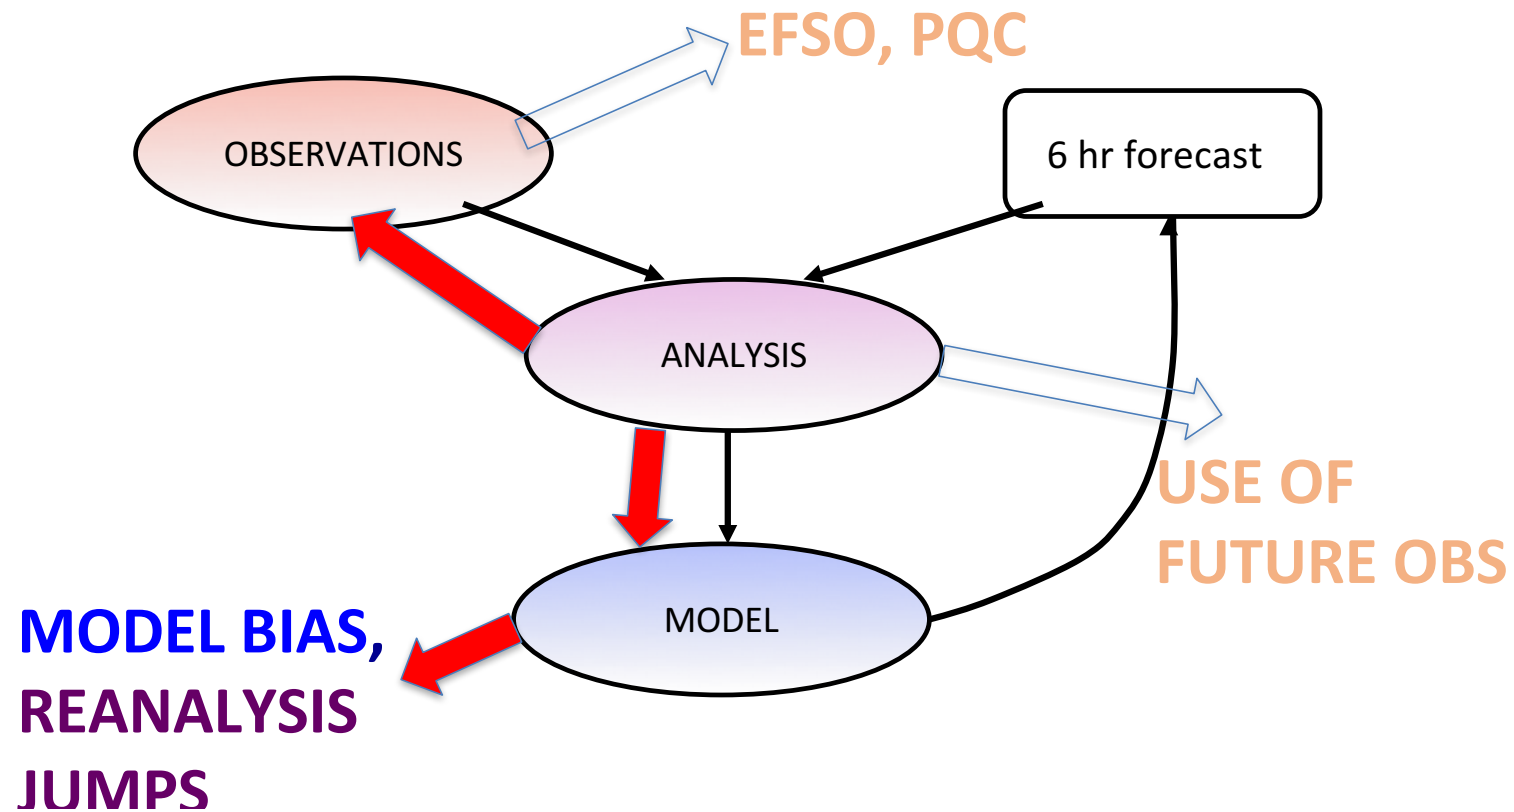 EFSO, PQC
OBSERVATIONS
6 hr forecast
ANALYSIS
USE OF
FUTURE OBS
MODEL
MODEL BIAS,
REANALYSIS
JUMPS